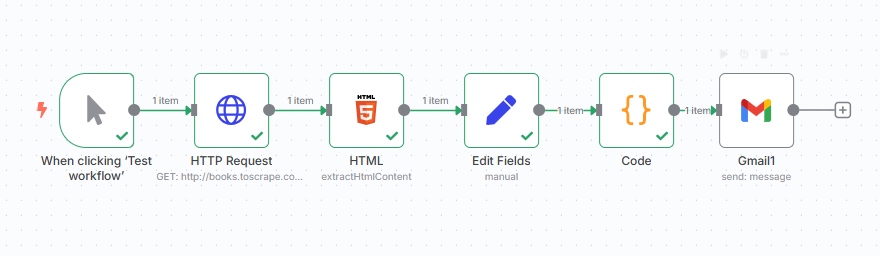 1 item
1 item
1 item
1 item
1 item
HTML
5
When clicking ‘Test
workflow’
HTTP Request
GET: http://books.toscrape.co...
HTML
extractHtmlContent
Edit Fields
manual
Code
Gmail1
send: message